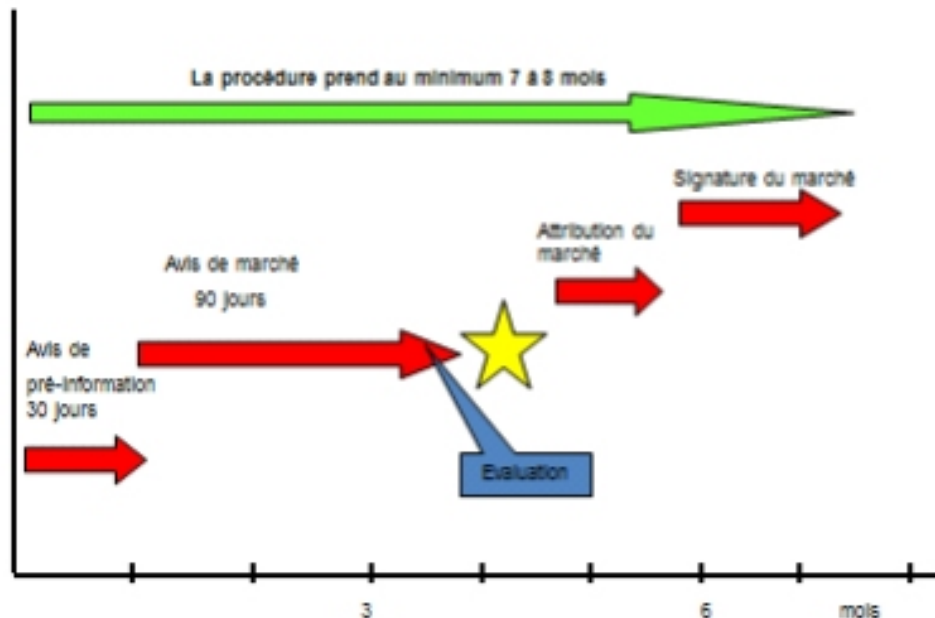 La procédure prend au minimum 7 à 8 mois
Signature du marché
Attribution du
marché
Avis de marché
90 jours
Avis de
pré-information
30 jours
Evaluation
3
6
mois